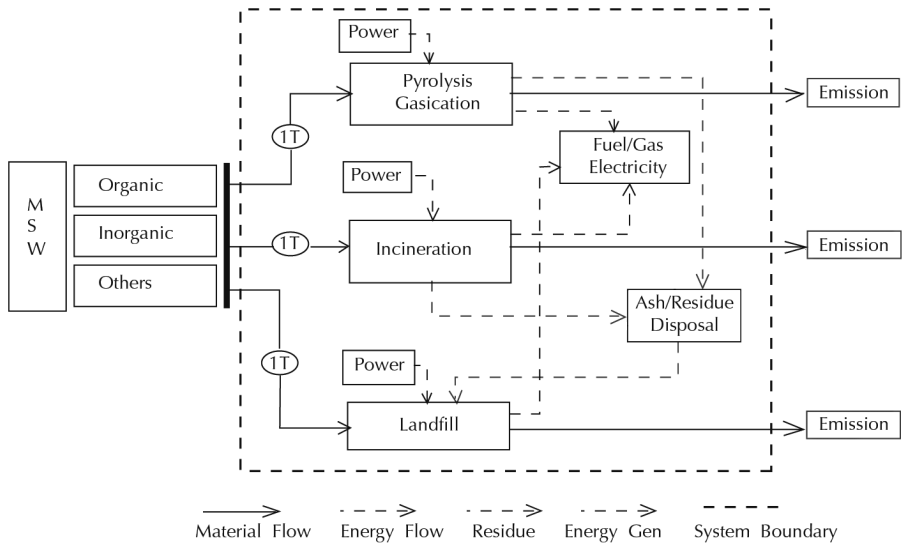 Power
Pyrolysis
Gasication
Emission
1T
Fuel/Gas
Electricity
M
S
W
Organic
Inorganic
Others
Power
1T
Incineration
Emission
Ash/Residue
Disposal
1T
Power
Landfill
Emission
Material Flow
Energy Flow
Residue
Energy Gen
System Boundary